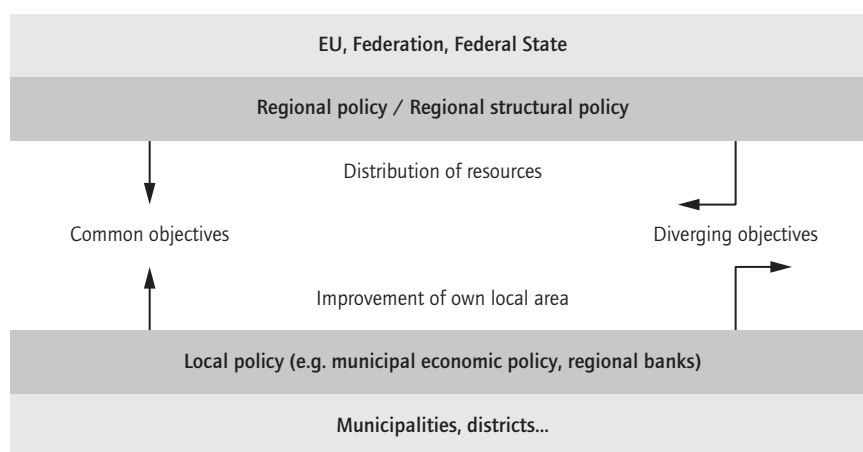 EU, Federation, Federal State
Regional policy / Regional structural policy
Distribution of resources
Common objectives
Diverging objectives
Improvement of own local area
Local policy (e.g. municipal economic policy, regional banks)
Municipalities, districts...